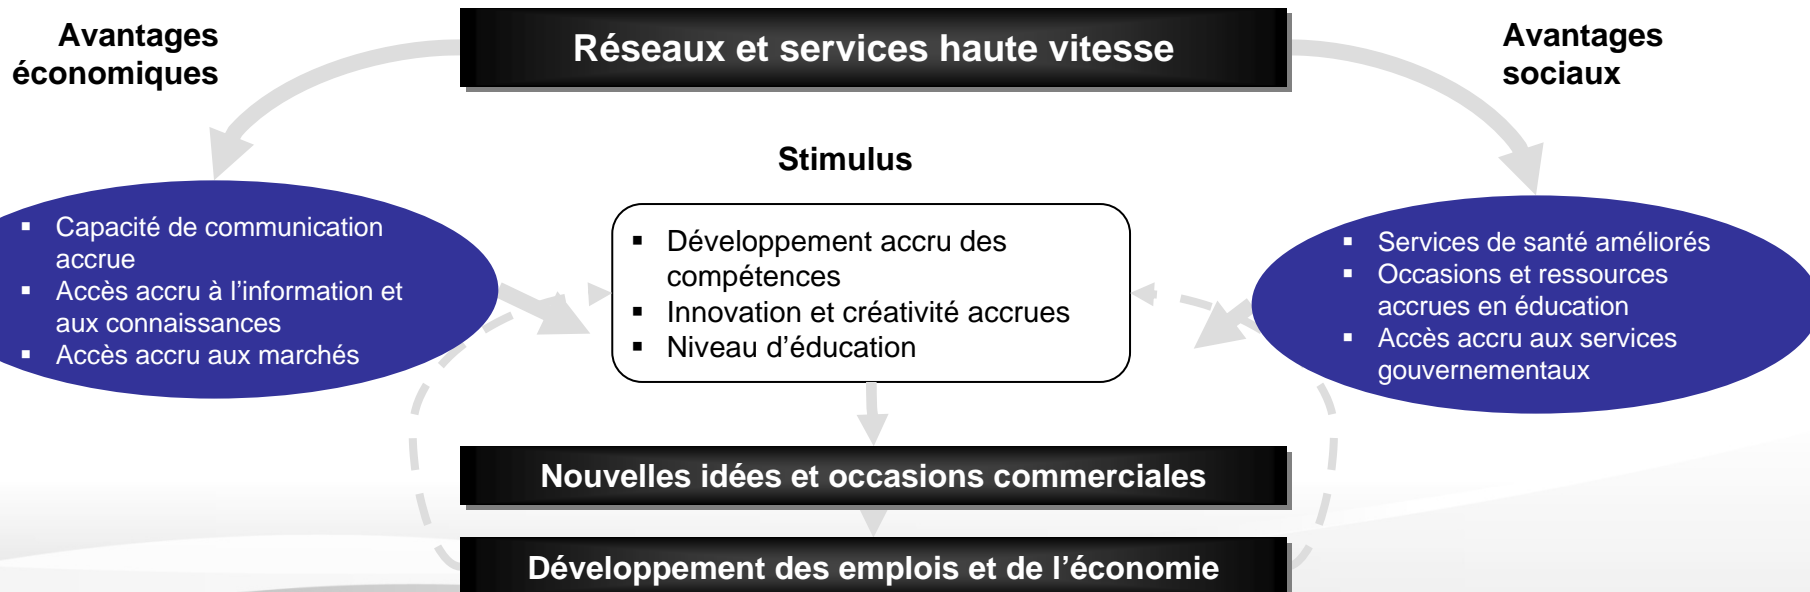 Avantages
économiques
Réseaux et services haute vitesse
Avantages
sociaux
Stimulus
▪ Capacité de communication
accrue
▪ Accès accru à l’information et
aux connaissances
▪ Accès accru aux marchés
▪ Développement accru des
compétences
▪ Innovation et créativité accrues
▪ Niveau d’éducation
▪ Services de santé améliorés
▪ Occasions et ressources
accrues en éducation
▪ Accès accru aux services
gouvernementaux
Nouvelles idées et occasions commerciales
Développement des emplois et de l’économie